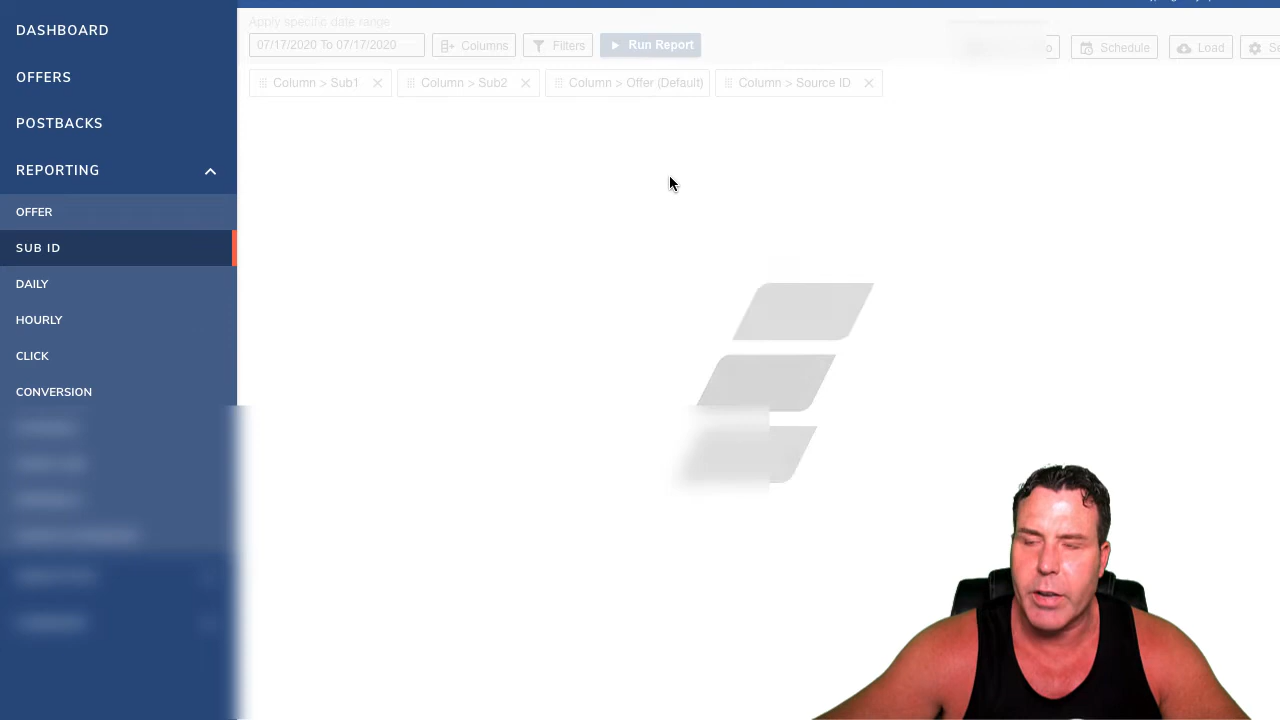 DASHBOARD
OFFERS
POSTBACKS
REPORTING
OFFER
SUB ID
DAILY
HOURLY
CLICK
CONVERSION
Apply specific date range
07/17/2020 To 07/17/2020 Columns Filters Run Report Schedule Load
Column > Sub1 Column > Sub2 Column > Offer (Default) Column > Source ID